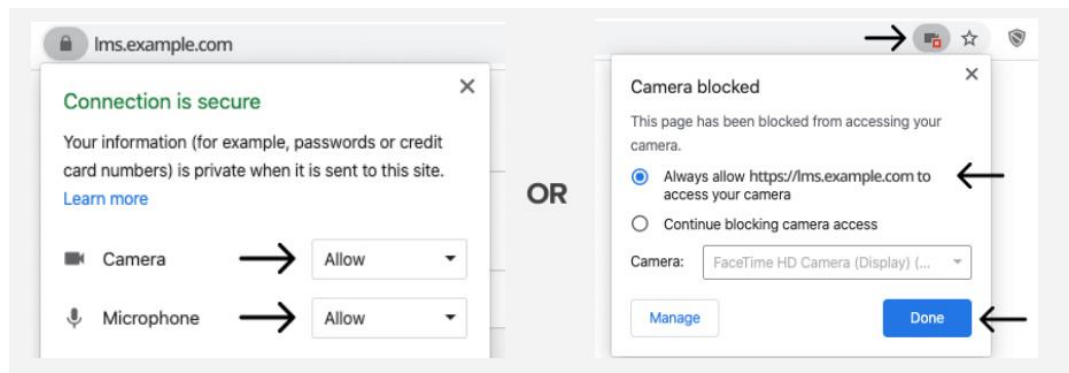 lms.example.com
Connection is secure
Your information (for example, passwords or credit
card numbers) is private when it is sent to this site.
Learn more
Camera
Allow
Microphone
Allow
OR
Camera blocked
This page has been blocked from accessing your
camera.
Always allow https://lms.example.com to
access your camera
Continue blocking camera access
Camera: FaceTime HD Camera (Display) (...
Manage
Done